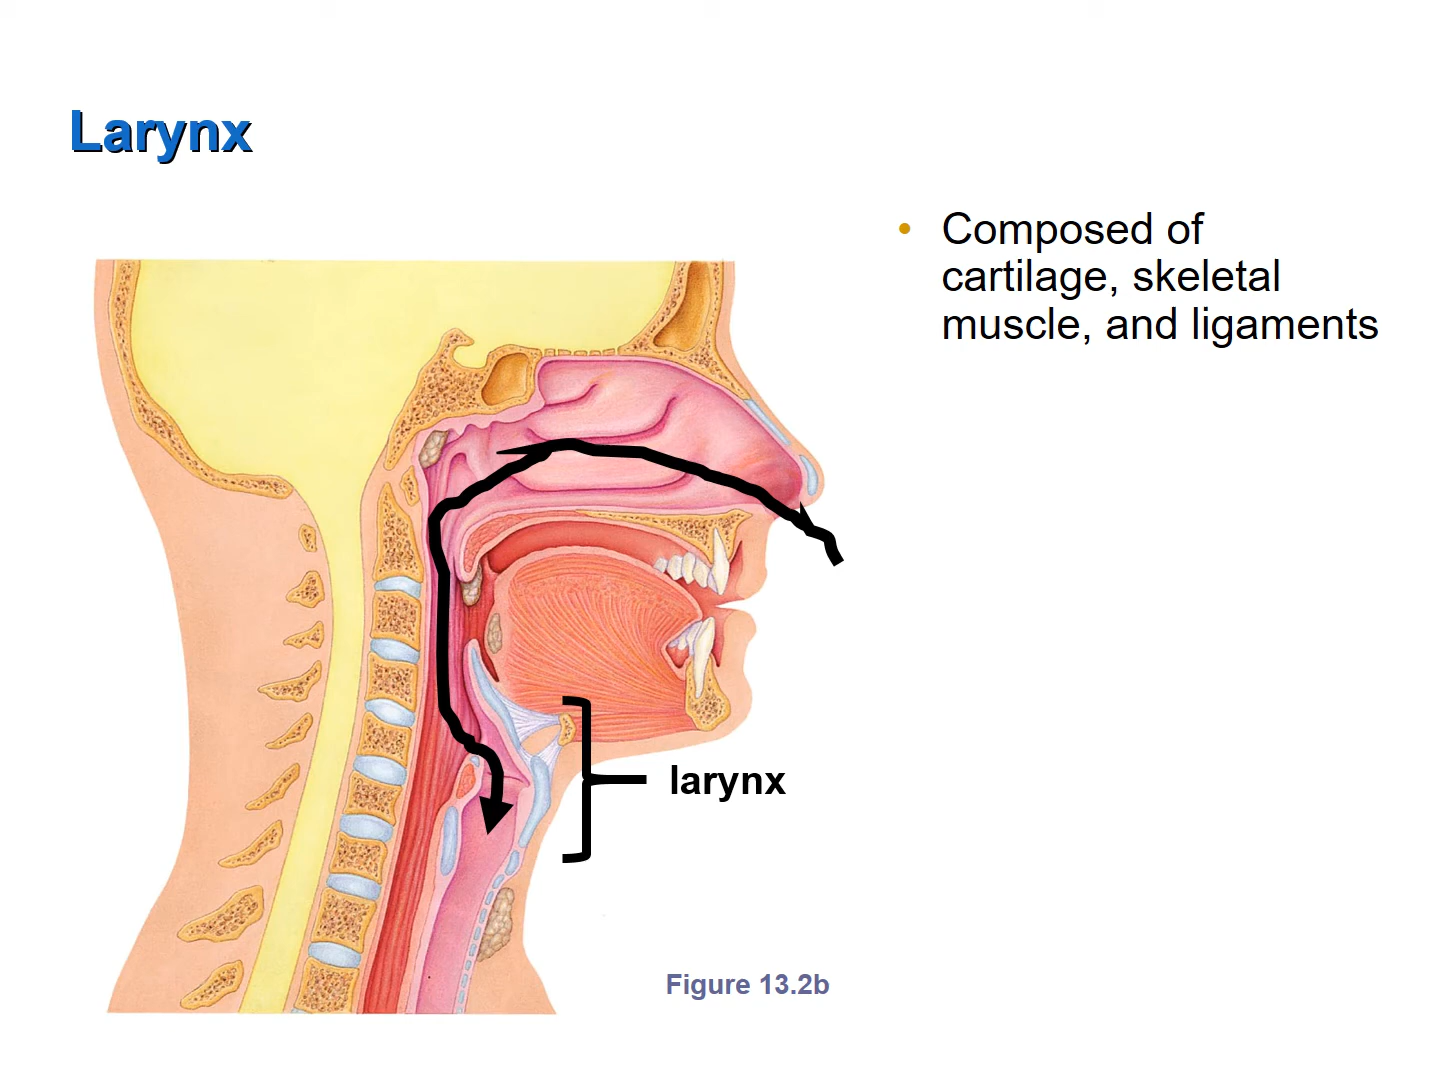 Larynx
• Composed of
cartilage, skeletal
muscle, and ligaments
larynx
Figure 13.2b